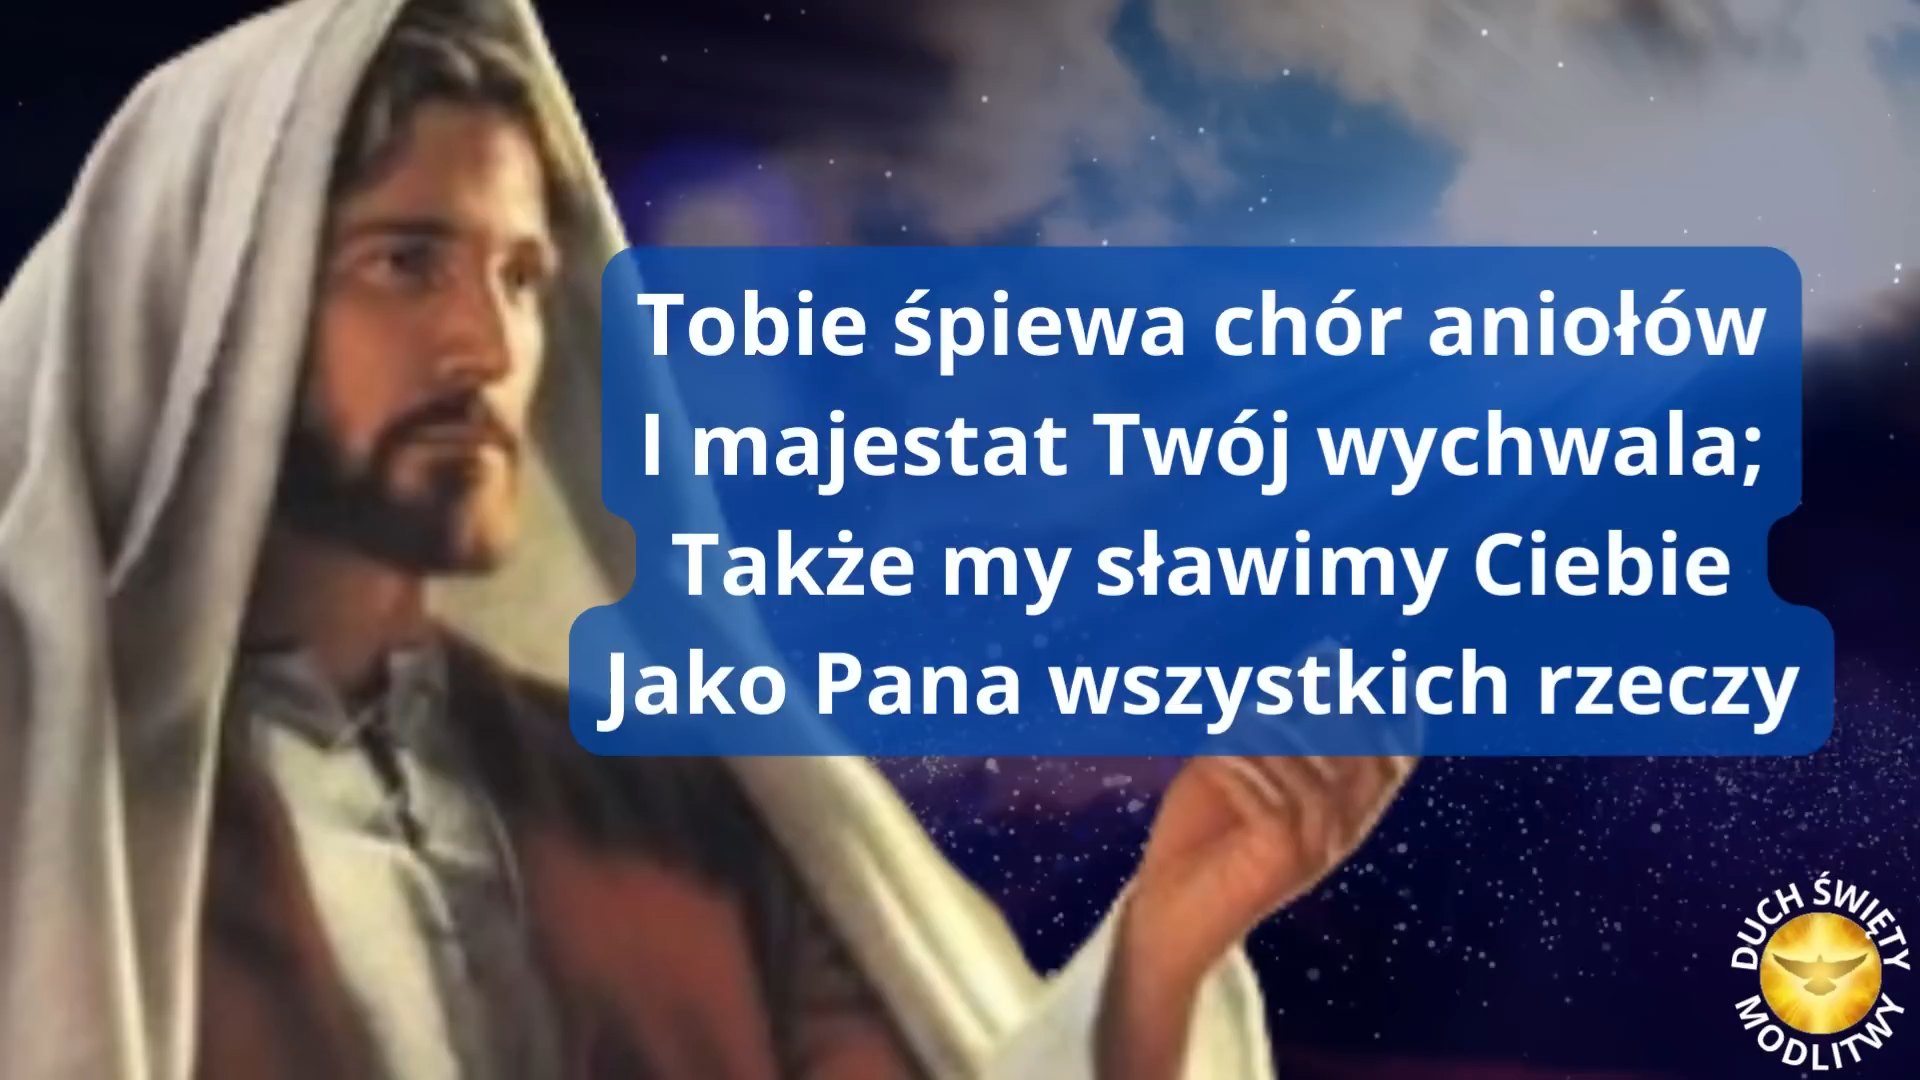 Tobie śpiewa chór aniołów
I majestat Twój wychwala;
Także my sławimy Ciebie
Jako Pana wszystkich rzeczy
DUCH ŚWIĘTY
MODLITWY